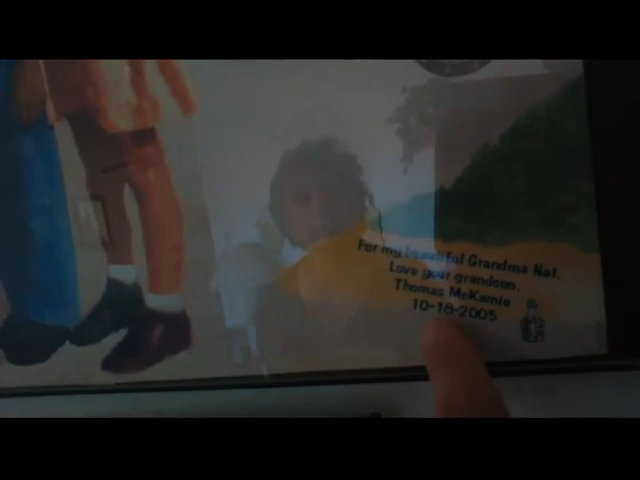 For my beautiful Grandma Nat.
Love your grandson,
Thomas McKamie
10-18-2005